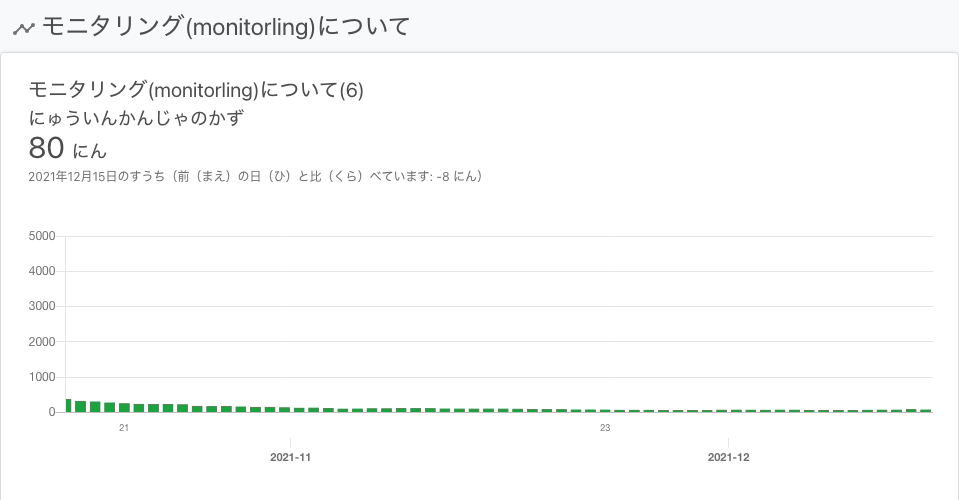 モニタリング(monitorling)について
モニタリング(monitorling)について(6)
にゅういんかんじゃのかず
80 にん
2021年12月15日のすうち（前（まえ）の日（ひ）と比（くら）べています: -8 にん）
5000
4000
3000
2000
1000
0
21
23
2021-11
2021-12